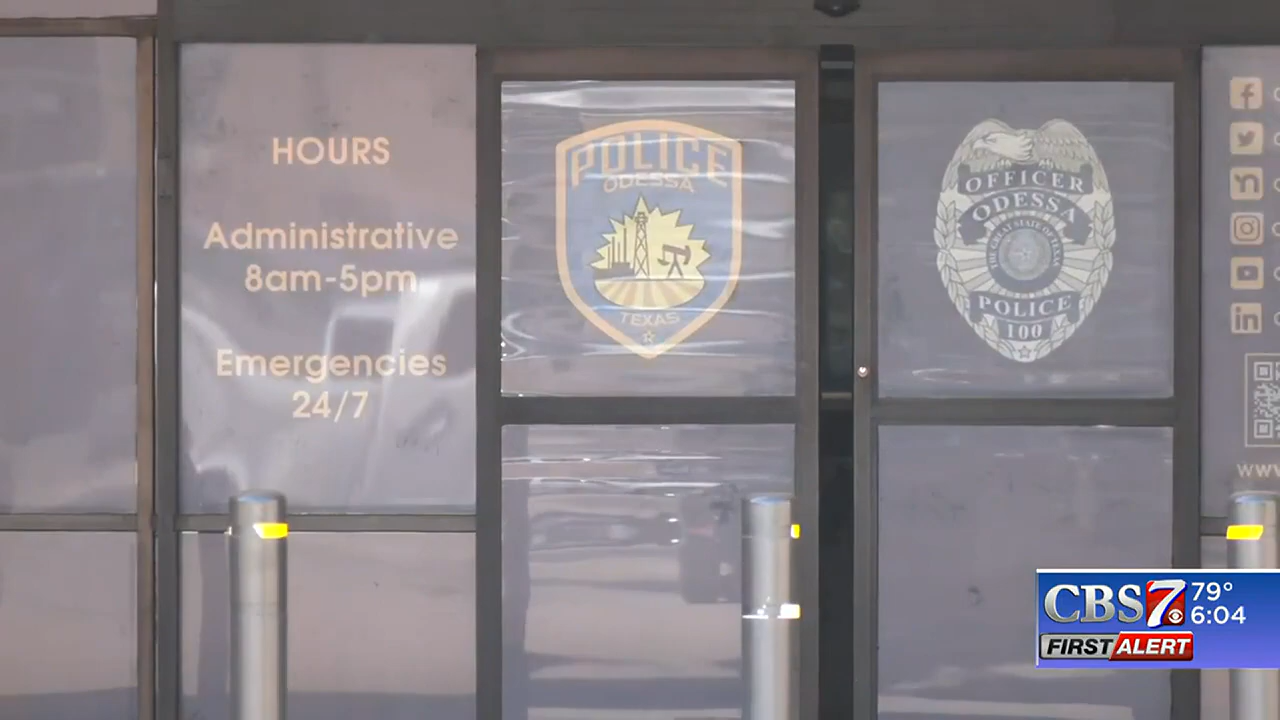 HOURS
Administrative
8am-5pm
Emergencies
24/7
POLICE
ODESSA
TEXAS
OFFICER
ODESSA
POLICE
100
www
CBS7
79°
6:04
FIRST ALERT